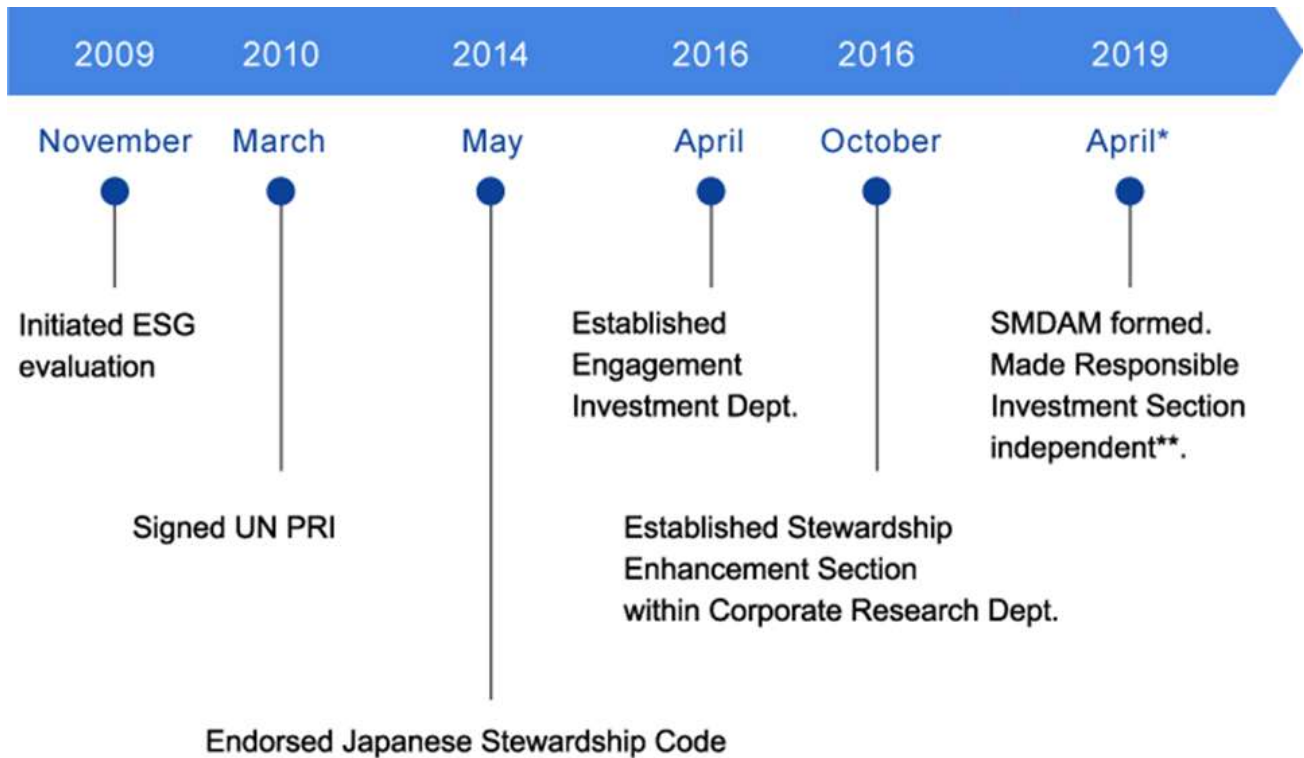 2009 2010 2014 2016 2016 2019
November March May April October April*
Initiated ESG
evaluation
Signed UN PRI
Endorsed Japanese Stewardship Code
Established
Engagement
Investment Dept.
Established Stewardship
Enhancement Section
within Corporate Research Dept.
SMDAM formed.
Made Responsible
Investment Section
independent**.